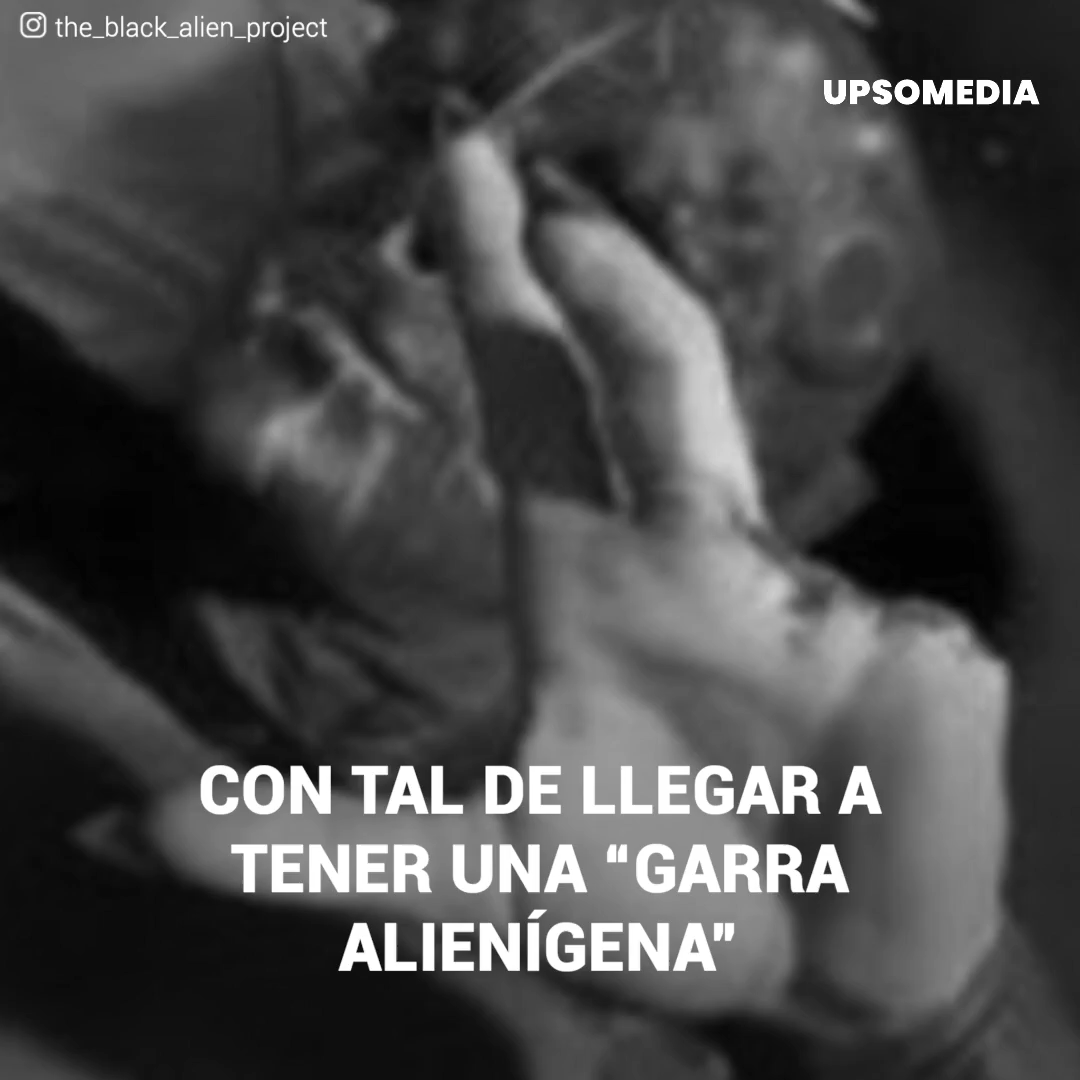 the_black_alien_project
UPSOMEDIA
CON TAL DE LLEGAR A
TENER UNA “GARRA
ALIENÍGENA”